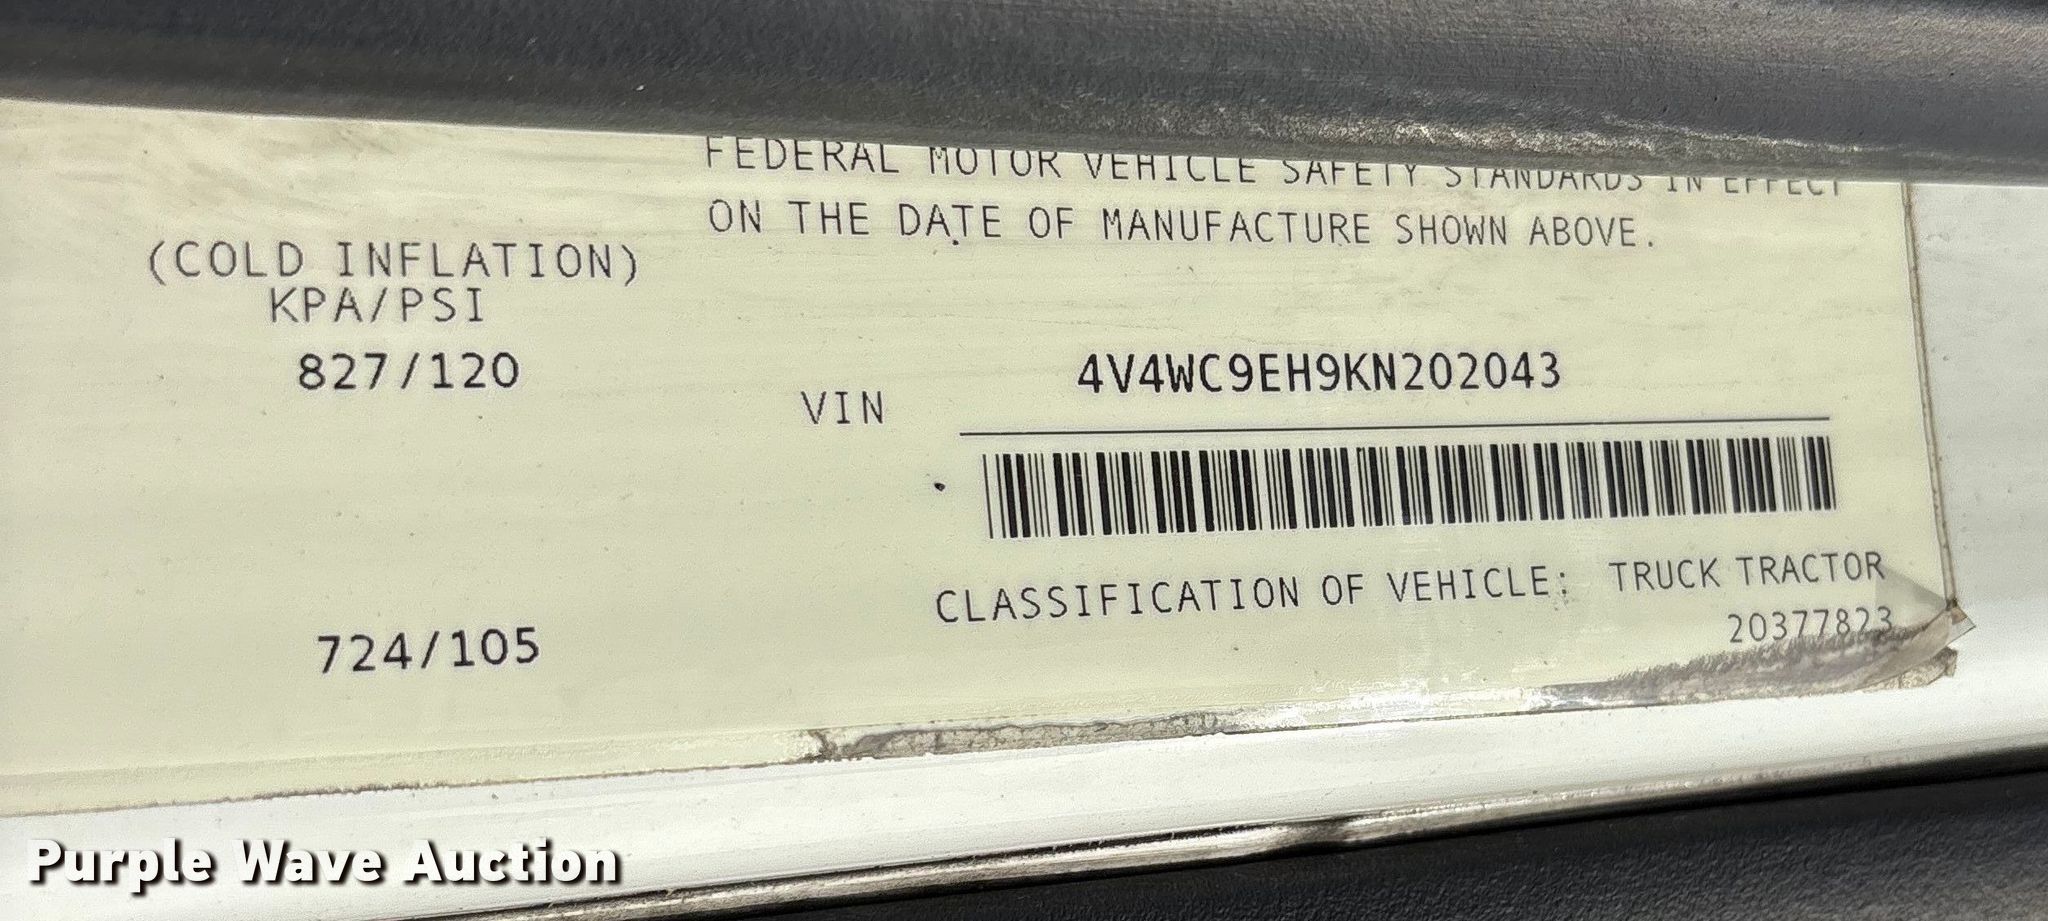 FEDERAL MOTOR VEHICLE SAFETY STANDARDS IN EFFECT
ON THE DATE OF MANUFACTURE SHOWN ABOVE.
(COLD INFLATION)
KPA/PSI
827/120
VIN 4V4WC9EH9KN202043
CLASSIFICATION OF VEHICLE: TRUCK TRACTOR
20377823
724/105
Purple Wave Auction